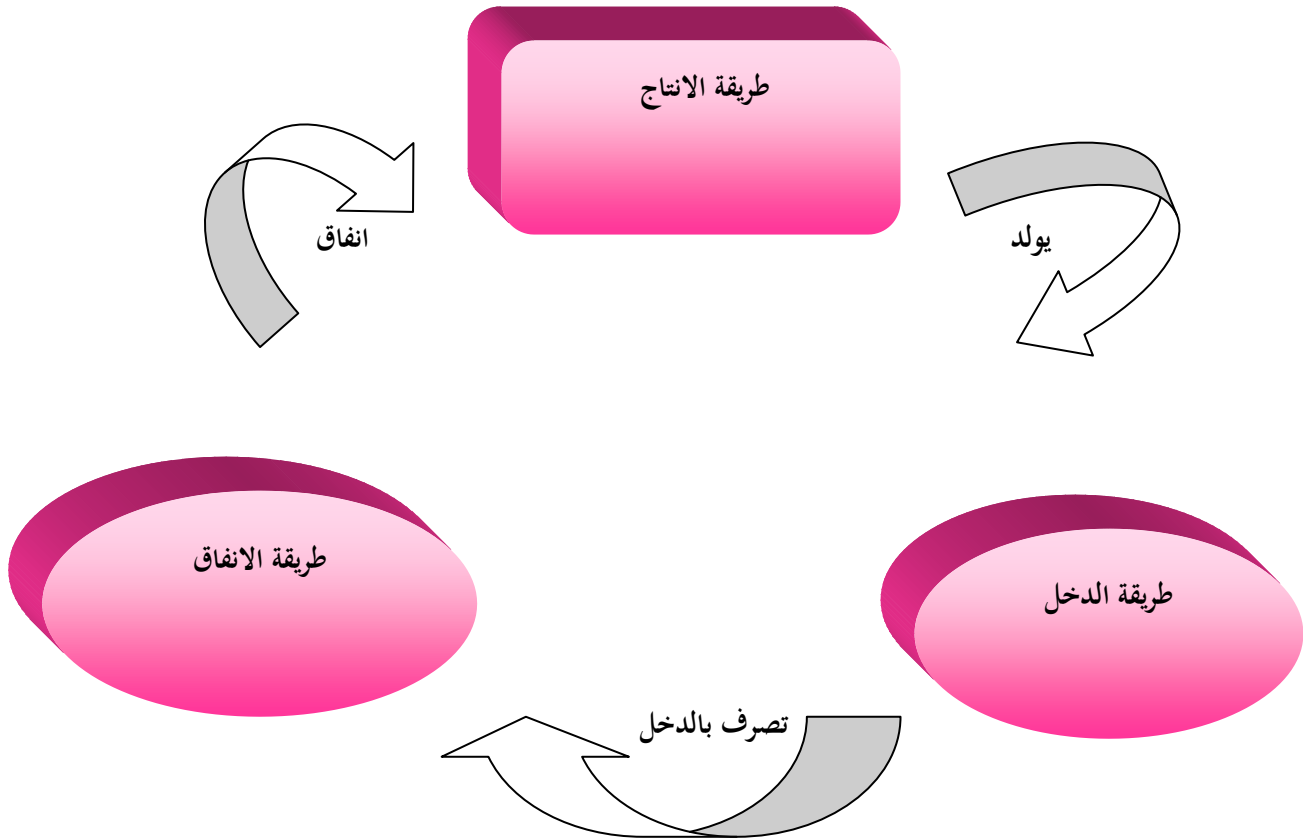 طريقة الانتاج
انفاق
يولد
طريقة الانفاق
طريقة الدخل
تصرف بالدخل